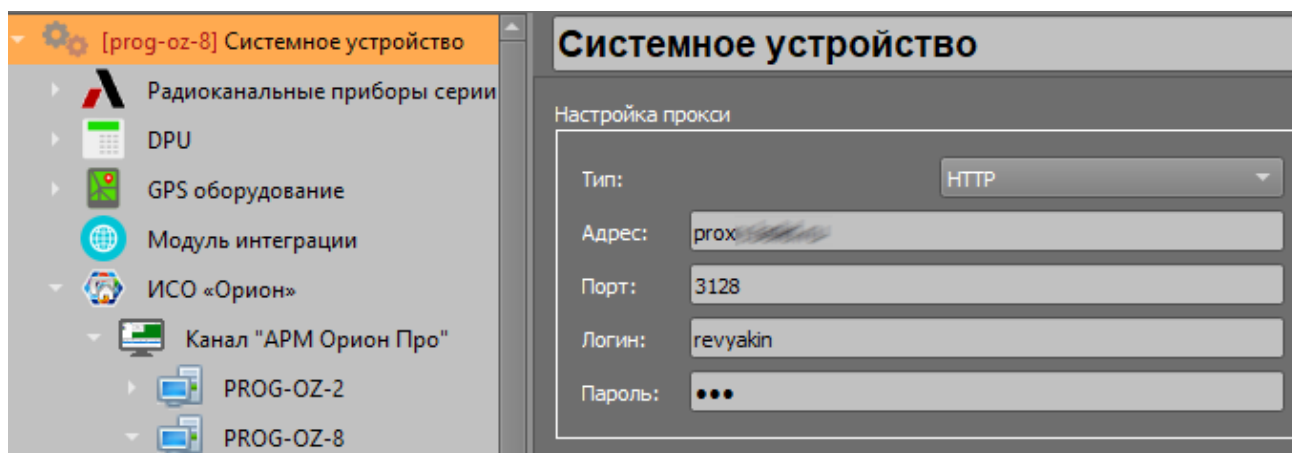 [prog-oz-8] Системное устройство
Радиоканальные приборы серии
DPU
GPS оборудование
Модуль интеграции
ИСО «Орион»
Канал "АРМ Орион Про"
PROG-OZ-2
PROG-OZ-8
Системное устройство
Настройка прокси
Тип: HTTP
Адрес: prox
Порт: 3128
Логин: revyakin
Пароль: •••